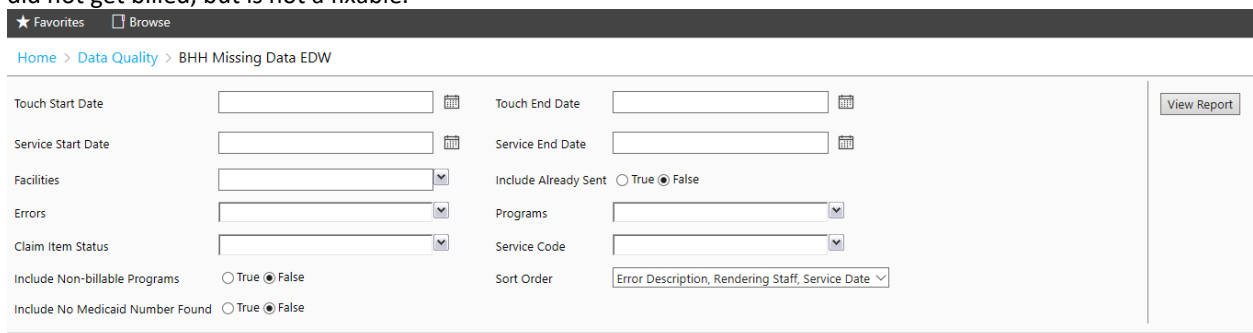 did not get billed, but is not a fixable.
Favorites Browse
Home > Data Quality > BHH Missing Data EDW
Touch Start Date Touch End Date View Report
Service Start Date Service End Date
Facilities Include Already Sent True False
Errors Programs
Claim Item Status Service Code
Include Non-billable Programs True False Sort Order Error Description, Rendering Staff, Service Date
Include No Medicaid Number Found True False